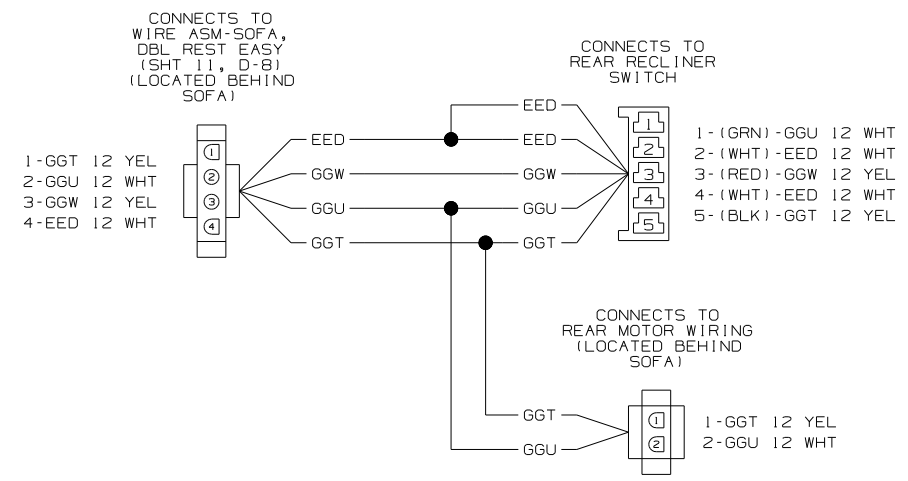 CONNECTS TO
WIRE ASM-SOFA,
DBL REST EASY
(SHT 11, D-8)
(LOCATED BEHIND
SOFA)
CONNECTS TO
REAR RECLINER
SWITCH
1-GGT 12 YEL
2-GGU 12 WHT
3-GGW 12 YEL
4-EED 12 WHT
1
2
3
4
EED
GGW
GGU
GGT
EED
EED
GGW
GGU
GGT
1
2
3
4
5
1-(GRN)-GGU 12 WHT
2-(WHT)-EED 12 WHT
3-(RED)-GGW 12 YEL
4-(WHT)-EED 12 WHT
5-(BLK)-GGT 12 YEL
CONNECTS TO
REAR MOTOR WIRING
(LOCATED BEHIND
SOFA)
GGT
GGU
1
2
1-GGT 12 YEL
2-GGU 12 WHT